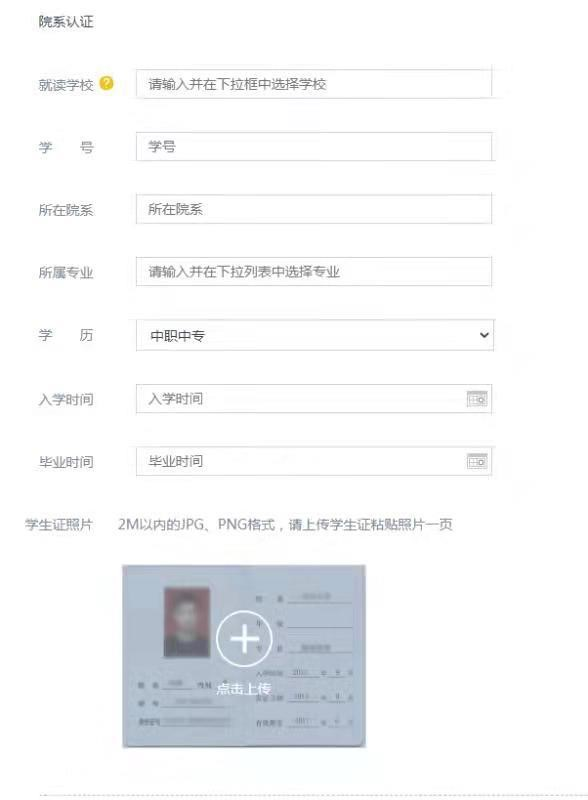 院系认证
就读学校 ? 请输入并在下拉框中选择学校
学 号 学号
所在院系 所在院系
所属专业 请输入并在下拉列表中选择专业
学 历 中职中专
入学时间 入学时间
毕业时间 毕业时间
学生证照片 2M以内的JPG、PNG格式，请上传学生证粘贴照片一页
点击上传